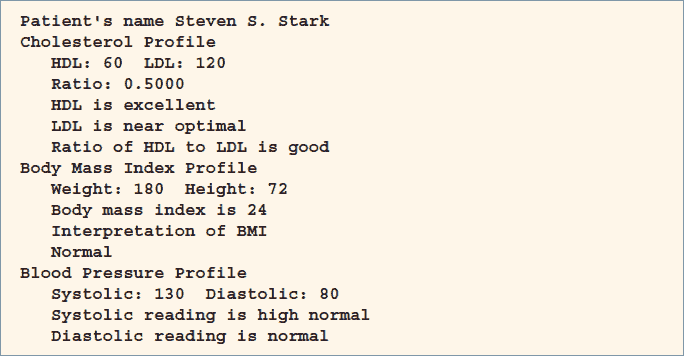 Patient's name Steven S. Stark
Cholesterol Profile
HDL: 60 LDL: 120
Ratio: 0.5000
HDL is excellent
LDL is near optimal
Ratio of HDL to LDL is good
Body Mass Index Profile
Weight: 180 Height: 72
Body mass index is 24
Interpretation of BMI
Normal
Blood Pressure Profile
Systolic: 130 Diastolic: 80
Systolic reading is high normal
Diastolic reading is normal